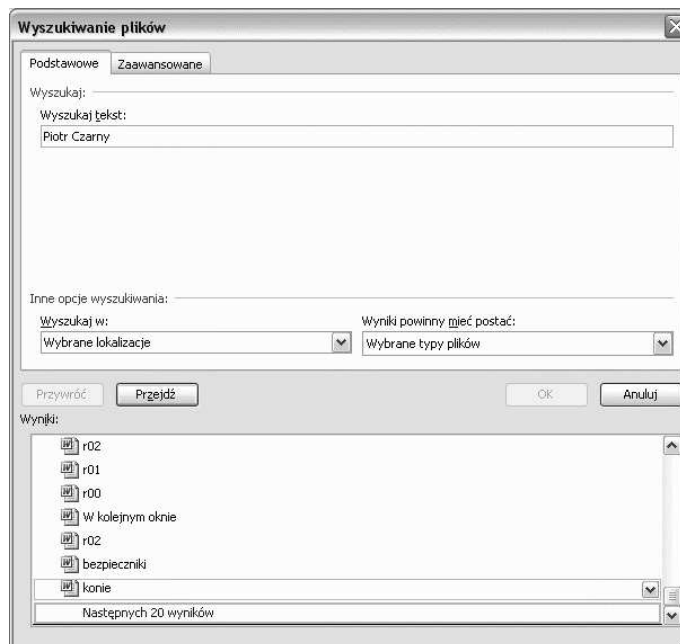 Wyszukiwanie plików
Podstawowe Zaawansowane
Wyszukaj:
Wyszukaj tekst:
Piotr Czarny
Inne opcje wyszukiwania:
Wyszukaj w: Wyniki powinny mieć postać:
Wybrane lokalizacje Wybrane typy plików
Przywróć Przejdź OK Anuluj
Wyniki:
r02
r01
r00
W kolejnym oknie
r02
bezpieczniki
konie
Następnych 20 wyników